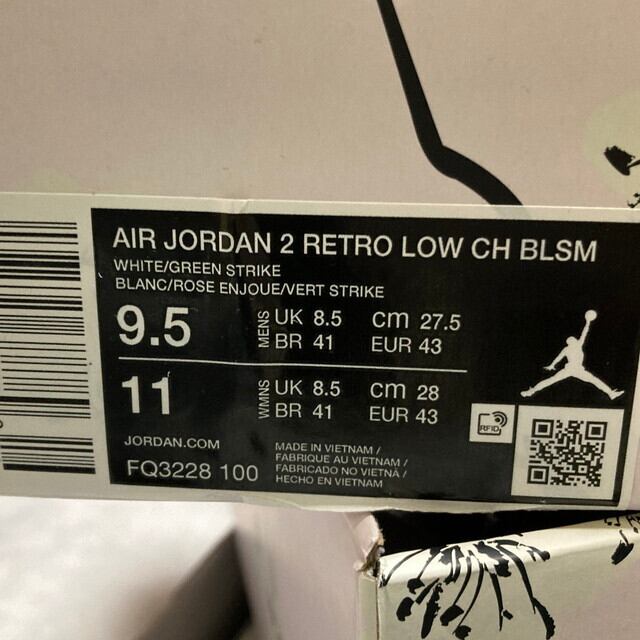 AIR JORDAN 2 RETRO LOW CH BLSM
WHITE/GREEN STRIKE
BLANC/ROSE ENJOUE/VERT STRIKE
9.5 MENS UK 8.5 cm 27.5
BR 41 EUR 43
11 WMNS UK 8.5 cm 28
BR 41 EUR 43
JORDAN.COM
FQ3228 100
MADE IN VIETNAM /
FABRIQUE AU VIETNAM /
FABRICADO NO VIETNÃ /
HECHO EN VIETNAM
RFID